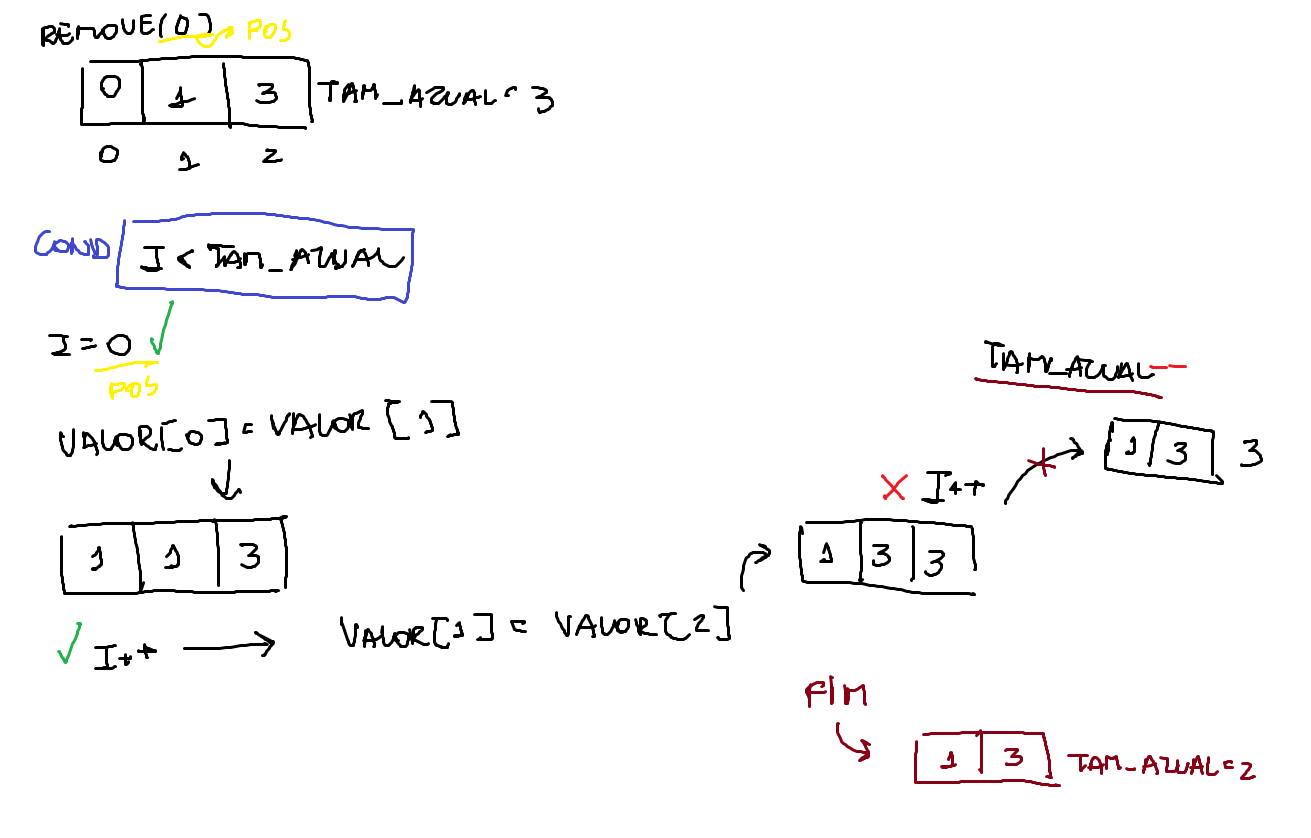 REMOVE(0) POS
0 1 3 TAM_ATUAL = 3
0 1 2
COND I < TAM_ATUAL
I = 0
POS
VALOR[0] = VALOR [1]
1 1 3
I++
VALOR[1] = VALOR[2]
1 3 3
I++
TAM_ATUAL--
1 3 3
FIM
1 3 TAM_ATUAL = 2